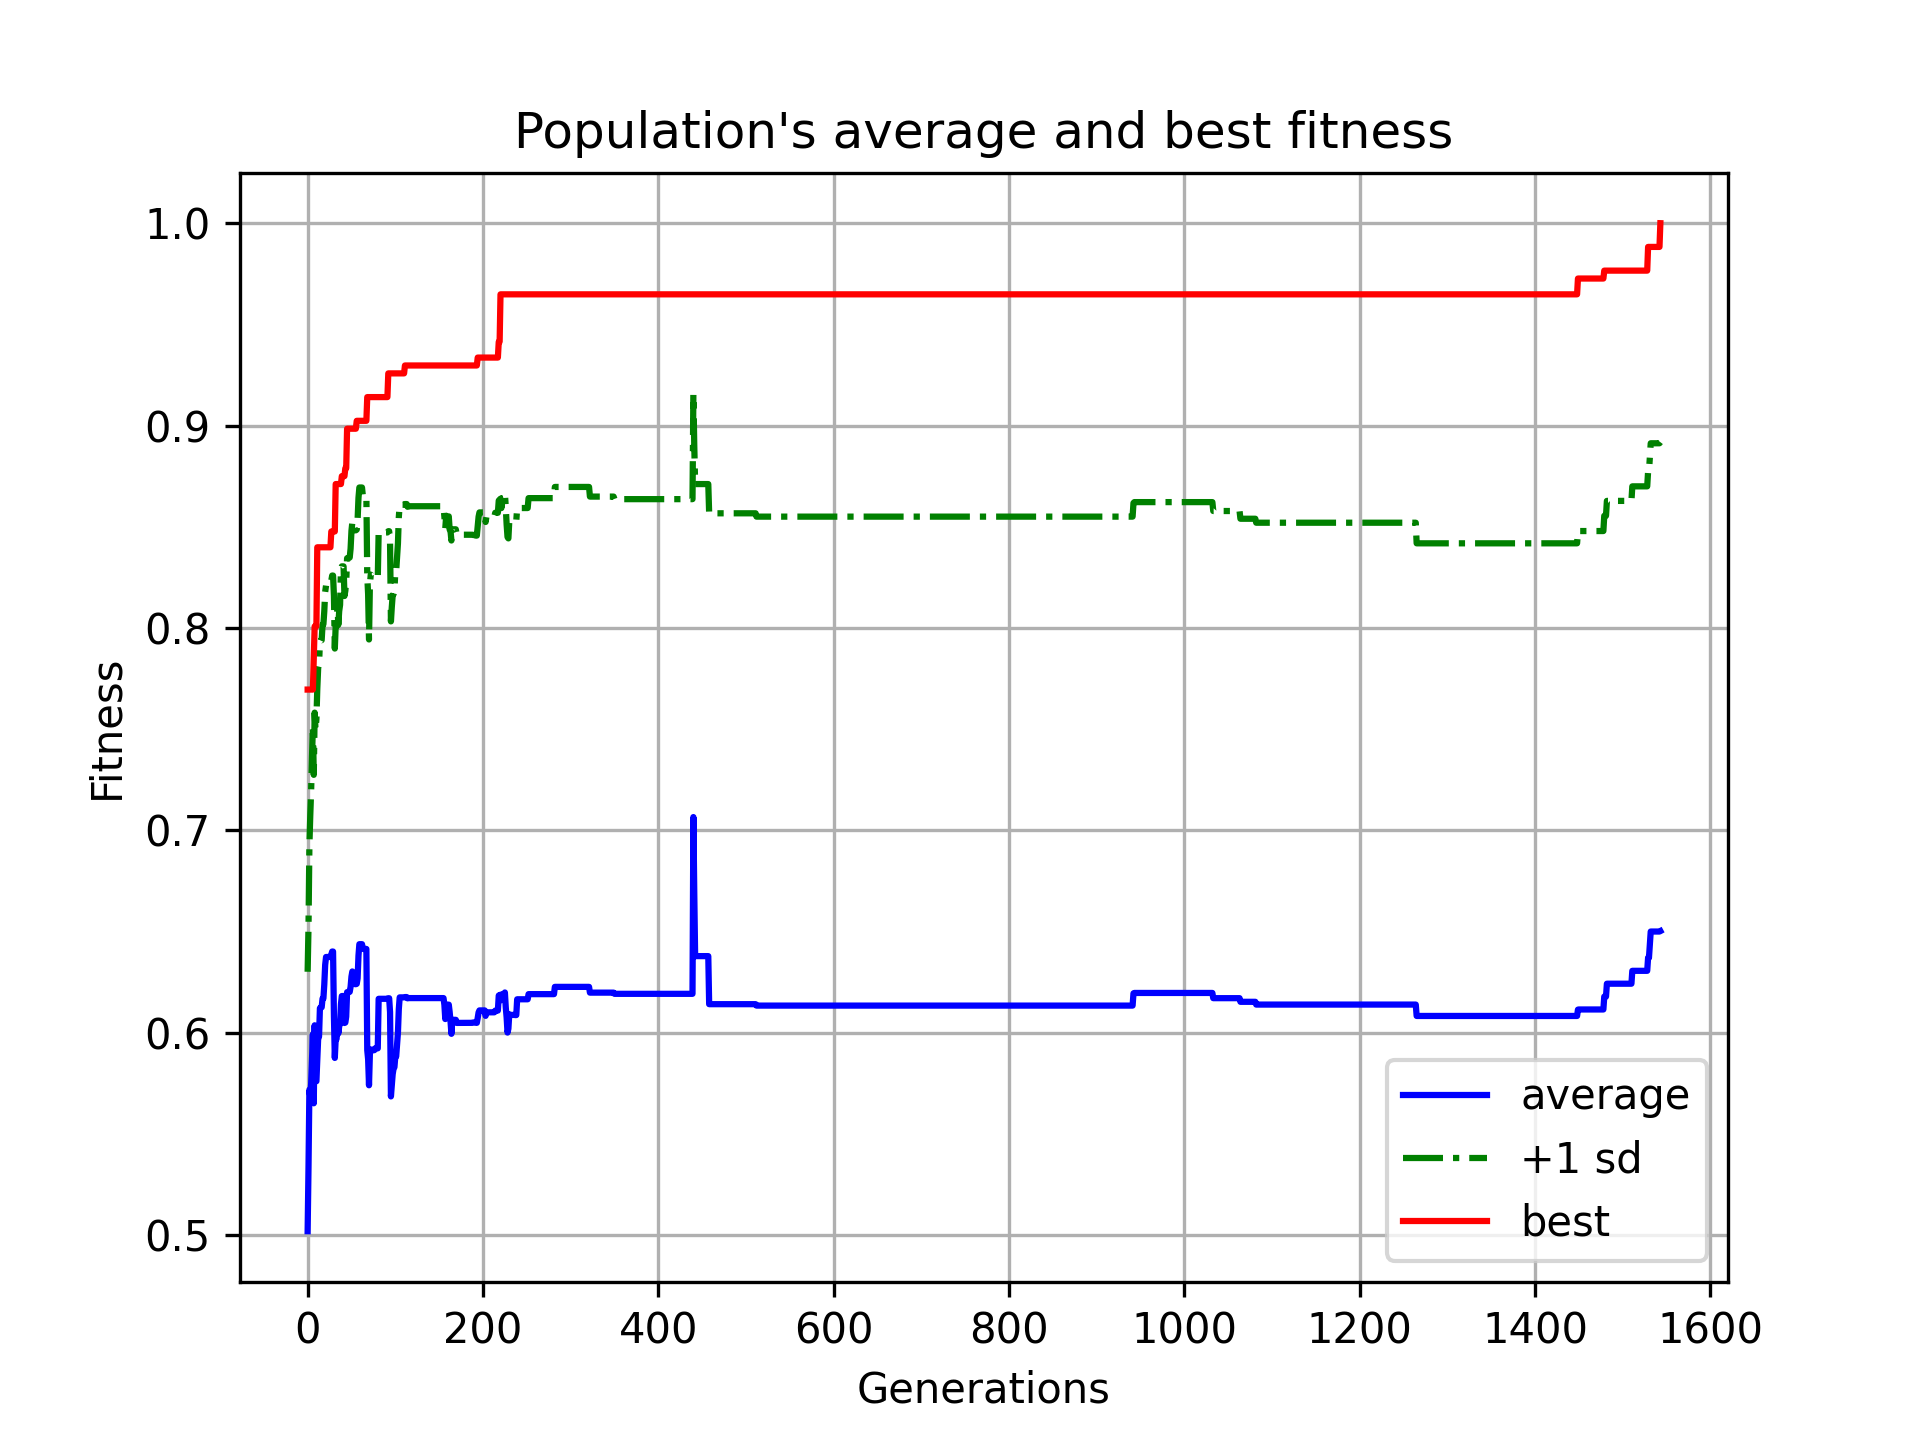 Population's average and best fitness
1.0
0.9
0.8
0.7
0.6
0.5
Fitness
average
+1 sd
best
0 200 400 600 800 1000 1200 1400 1600
Generations